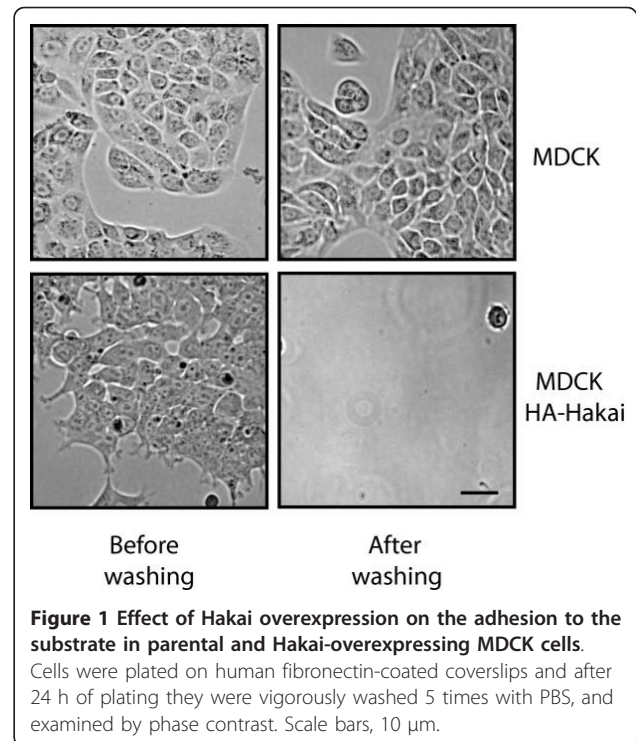 MDCK
MDCK
HA-Hakai
Before
washing
After
washing
Figure 1 Effect of Hakai overexpression on the adhesion to the
substrate in parental and Hakai-overexpressing MDCK cells.
Cells were plated on human fibronectin-coated coverslips and after
24 h of plating they were vigorously washed 5 times with PBS, and
examined by phase contrast. Scale bars, 10 μm.